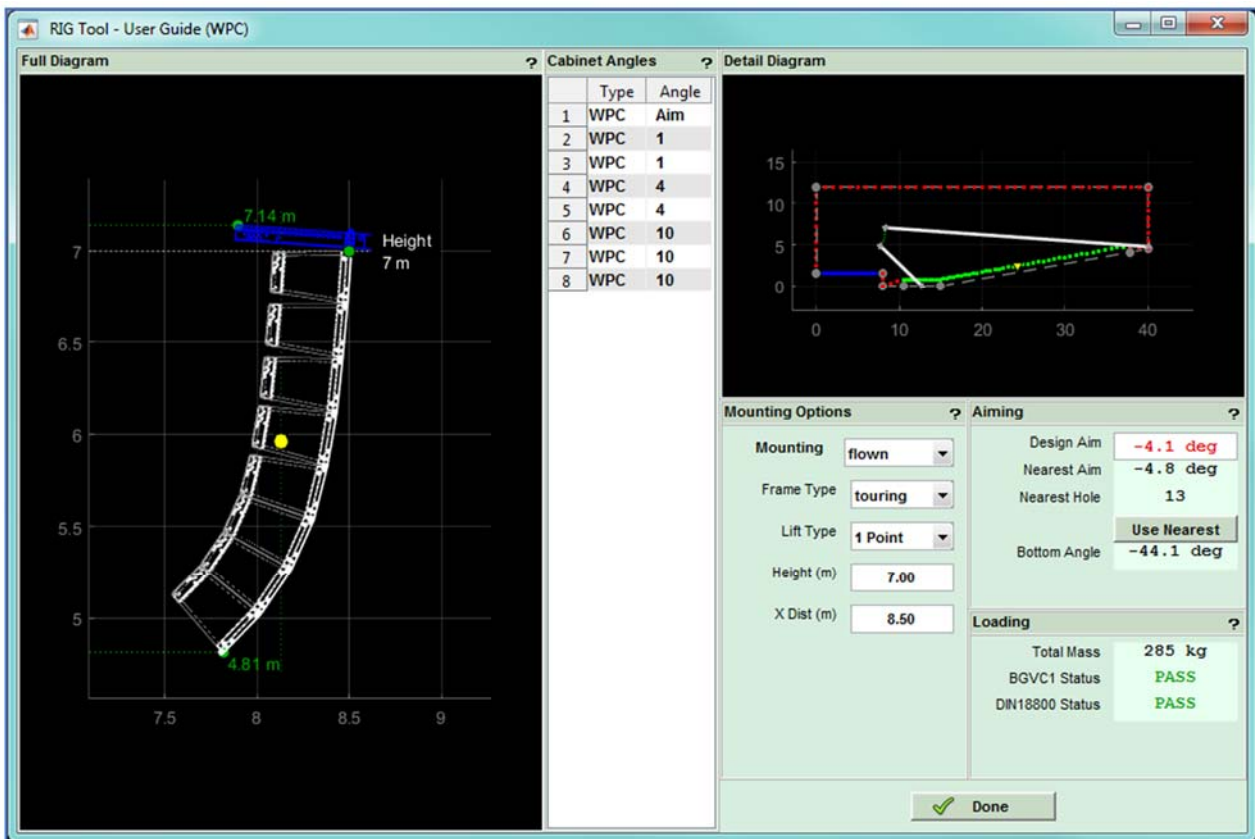 RIG Tool - User Guide (WPC)
Full Diagram ?
7.14 m
Height
7 m
7
6.5
6
5.5
5
4.81 m
7.5 8 8.5 9
Cabinet Angles ?
Type Angle
1 WPC Aim
2 WPC 1
3 WPC 1
4 WPC 4
5 WPC 4
6 WPC 10
7 WPC 10
8 WPC 10
Detail Diagram
15
10
5
0
0 10 20 30 40
Mounting Options ?
Mounting flown
Frame Type touring
Lift Type 1 Point
Height (m) 7.00
X Dist (m) 8.50
Aiming ?
Design Aim -4.1 deg
Nearest Aim -4.8 deg
Nearest Hole 13
Use Nearest
Bottom Angle -44.1 deg
Loading ?
Total Mass 285 kg
BGVC1 Status PASS
DIN18800 Status PASS
Done